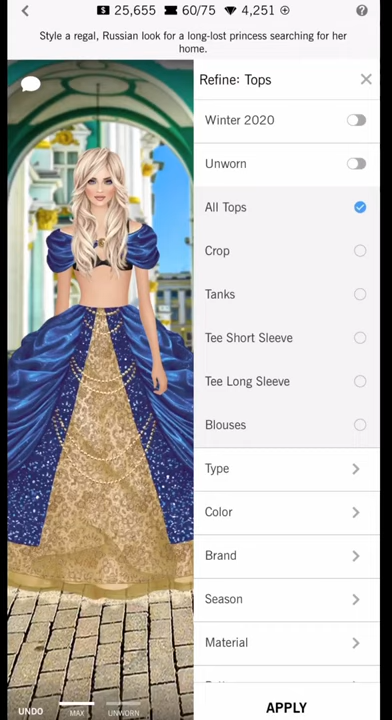 25,655 60/75 4,251
Style a regal, Russian look for a long-lost princess searching for her
home.
Refine: Tops
Winter 2020
Unworn
All Tops
Crop
Tanks
Tee Short Sleeve
Tee Long Sleeve
Blouses
Type
Color
Brand
Season
Material
UNDO
MAX
UNWORN
APPLY